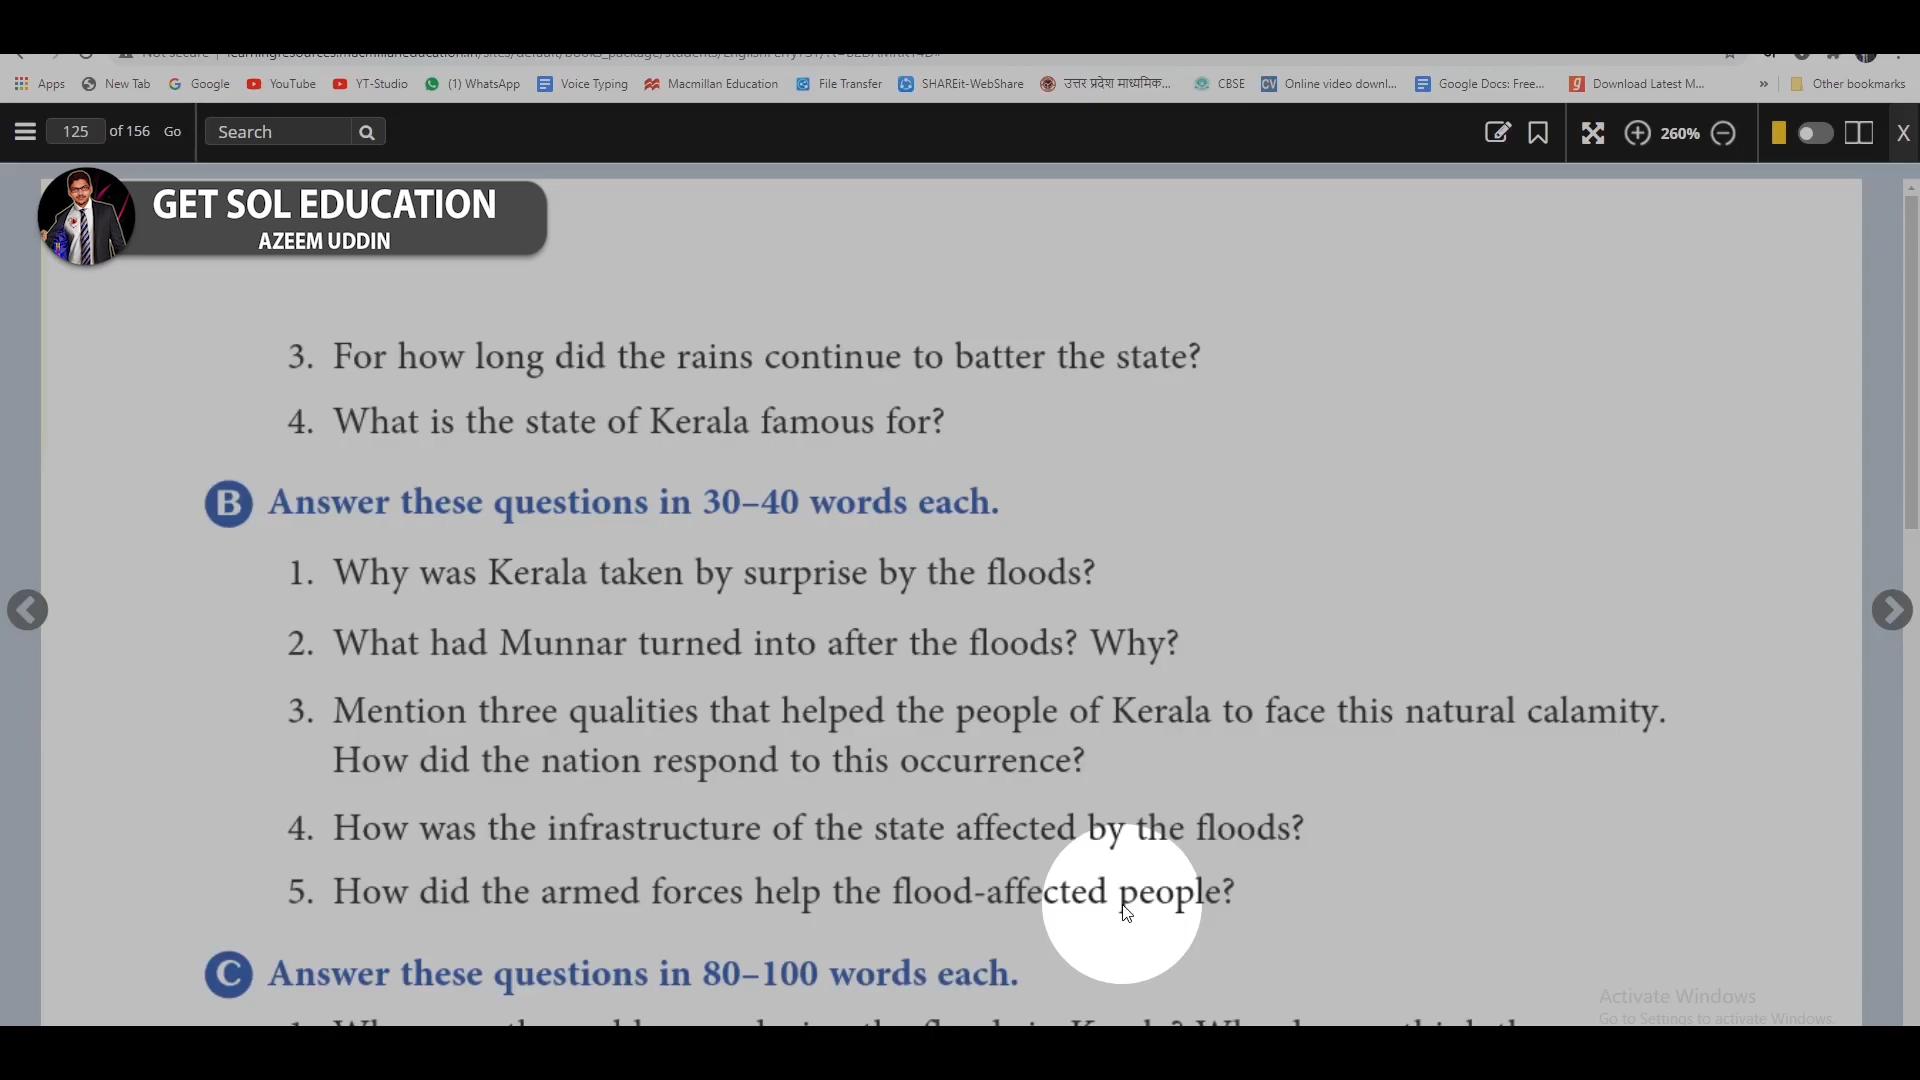 Apps New Tab Google YouTube YT-Studio (1) WhatsApp Voice Typing Macmillan Education File Transfer SHAREit-WebShare उत्तर प्रदेश माध्यमिक... CBSE CV Online video downl... Google Docs: Free... g Download Latest M... » Other bookmarks
125 of 156 Go Search 260% X
GET SOL EDUCATION
AZEEM UDDIN
3. For how long did the rains continue to batter the state?
4. What is the state of Kerala famous for?
B Answer these questions in 30–40 words each.
1. Why was Kerala taken by surprise by the floods?
2. What had Munnar turned into after the floods? Why?
3. Mention three qualities that helped the people of Kerala to face this natural calamity.
How did the nation respond to this occurrence?
4. How was the infrastructure of the state affected by the floods?
5. How did the armed forces help the flood-affected people?
C Answer these questions in 80–100 words each.
Activate Windows
Go to Settings to activate Windows.